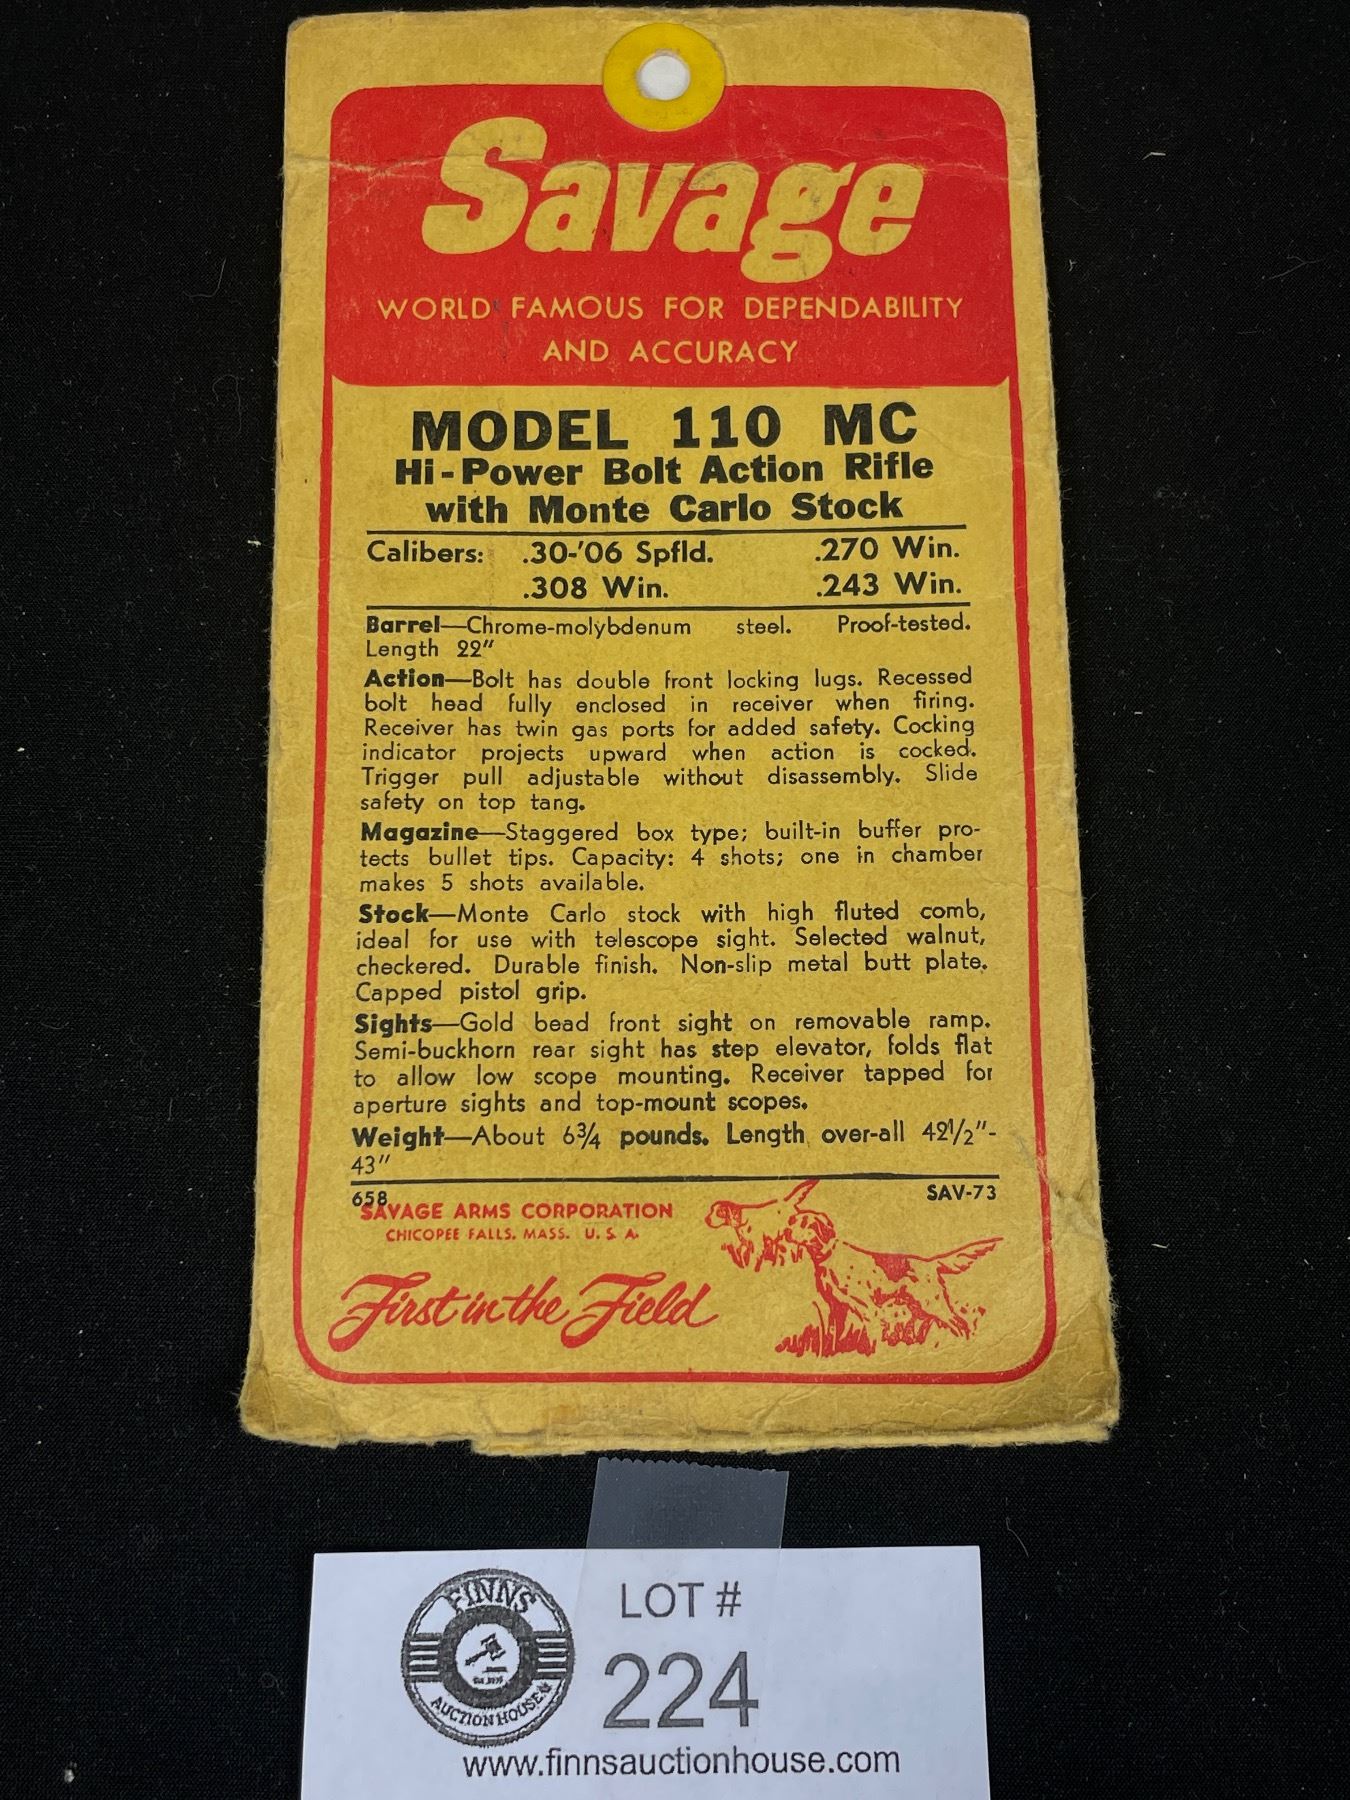 Savage
WORLD FAMOUS FOR DEPENDABILITY
AND ACCURACY
MODEL 110 MC
Hi-Power Bolt Action Rifle
with Monte Carlo Stock
Calibers: .30-'06 Spfld. .270 Win.
.308 Win. .243 Win.
Barrel—Chrome-molybdenum steel. Proof-tested.
Length 22"
Action—Bolt has double front locking lugs. Recessed
bolt head fully enclosed in receiver when firing.
Receiver has twin gas ports for added safety. Cocking
indicator projects upward when action is cocked.
Trigger pull adjustable without disassembly. Slide
safety on top tang.
Magazine—Staggered box type; built-in buffer pro-
tects bullet tips. Capacity: 4 shots; one in chamber
makes 5 shots available.
Stock—Monte Carlo stock with high fluted comb,
ideal for use with telescope sight. Selected walnut,
checkered. Durable finish. Non-slip metal butt plate.
Capped pistol grip.
Sights—Gold bead front sight on removable ramp.
Semi-buckhorn rear sight has step elevator, folds flat
to allow low scope mounting. Receiver tapped for
aperture sights and top-mount scopes.
Weight—About 6¾ pounds. Length over-all 42½"-
43"
658 SAV-73
SAVAGE ARMS CORPORATION
CHICOPEE FALLS, MASS. U. S. A.
First in the Field
FINNS
AUCTION HOUSE
LOT #
224
www.finnsauctionhouse.com